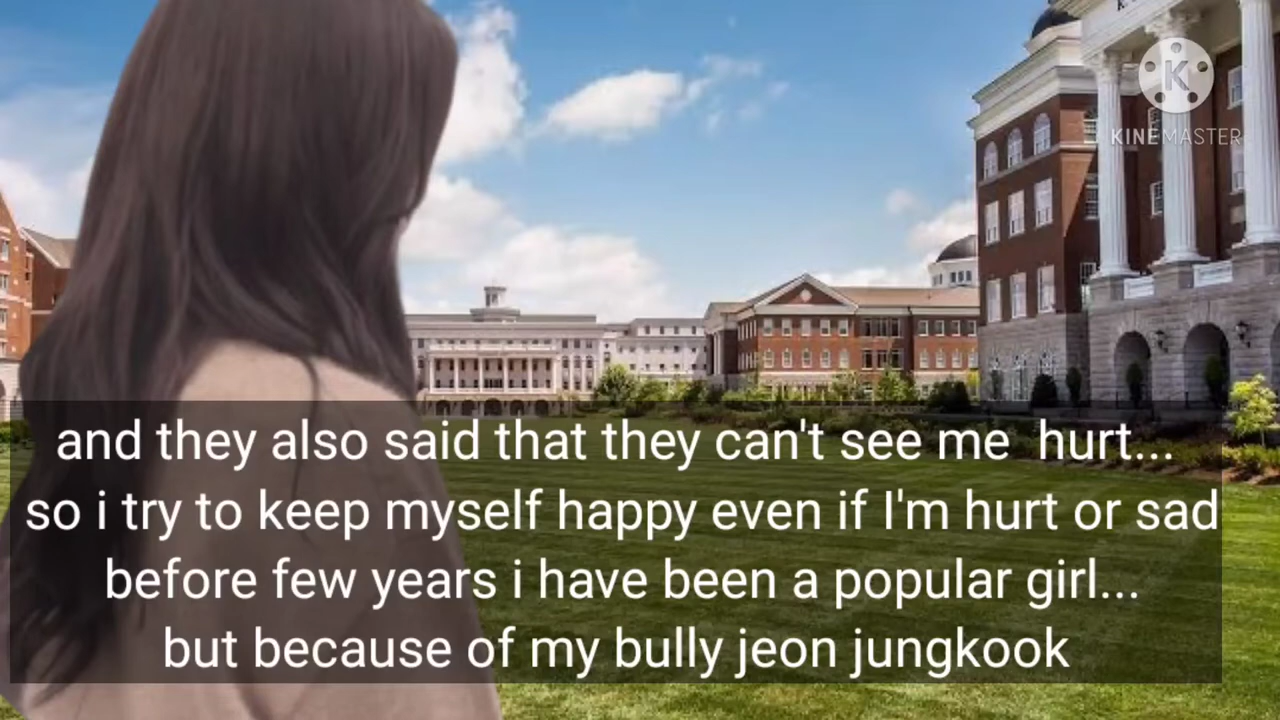 K
KINEMASTER
and they also said that they can't see me hurt...
so i try to keep myself happy even if I'm hurt or sad
before few years i have been a popular girl...
but because of my bully jeon jungkook